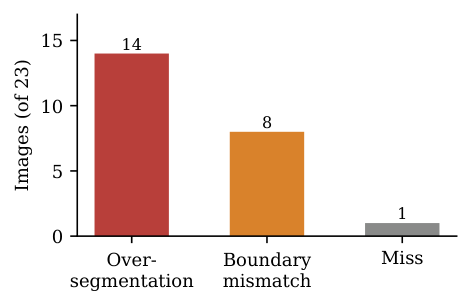 Images (of 23)
15
10
5
0
14
8
1
Over-
segmentation
Boundary
mismatch
Miss